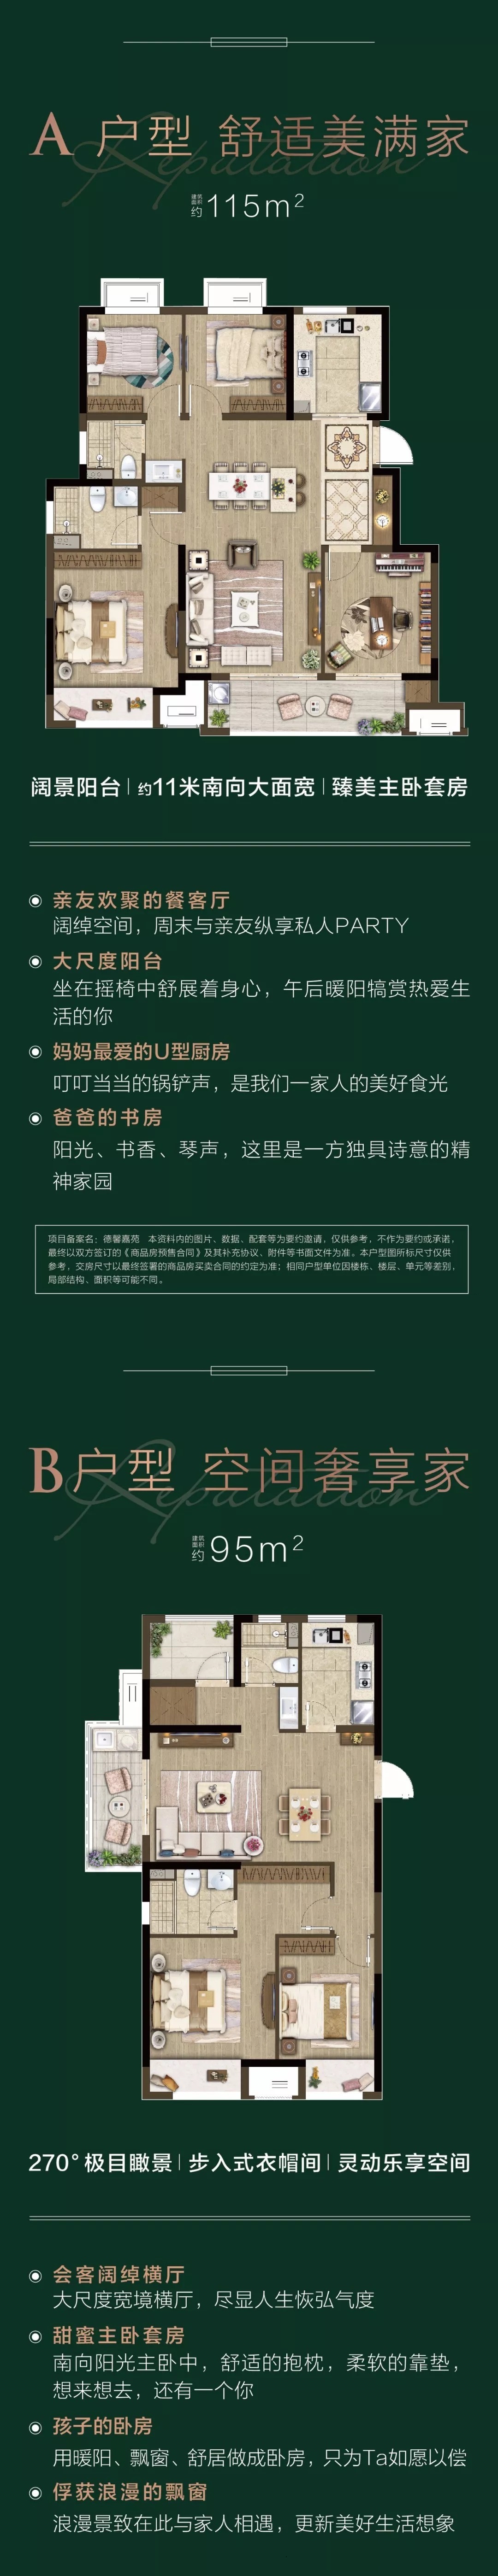 A 户型 舒适美满家
Reputation
建筑面积约115m²
阔景阳台|约11米南向大面宽|臻美主卧套房
亲友欢聚的餐客厅
阔绰空间，周末与亲友纵享私人PARTY
大尺度阳台
坐在摇椅中舒展着身心，午后暖阳犒赏热爱生
活的你
妈妈最爱的U型厨房
叮叮当当的锅铲声，是我们一家人的美好食光
爸爸的书房
阳光、书香、琴声，这里是一方独具诗意的精
神家园
项目备案名：德馨嘉苑 本资料内的图片、数据、配套等为要约邀请，仅供参考，不作为要约或承诺，
最终以双方签订的《商品房预售合同》及其补充协议、附件等书面文件为准。本户型图所标尺寸仅供
参考，交房尺寸以最终签署的商品房买卖合同的约定为准；相同户型单位因楼栋、楼层、单元等差别，
局部结构、面积等可能不同。
B户型 空间奢享家
Reputation
建筑面积约95m²
270°极目瞰景|步入式衣帽间|灵动乐享空间
会客阔绰横厅
大尺度宽境横厅，尽显人生恢弘气度
甜蜜主卧套房
南向阳光主卧中，舒适的抱枕，柔软的靠垫，
想来想去，还有一个你
孩子的卧房
用暖阳、飘窗、舒居做成卧房，只为Ta如愿以偿
俘获浪漫的飘窗
浪漫景致在此与家人相遇，更新美好生活想象